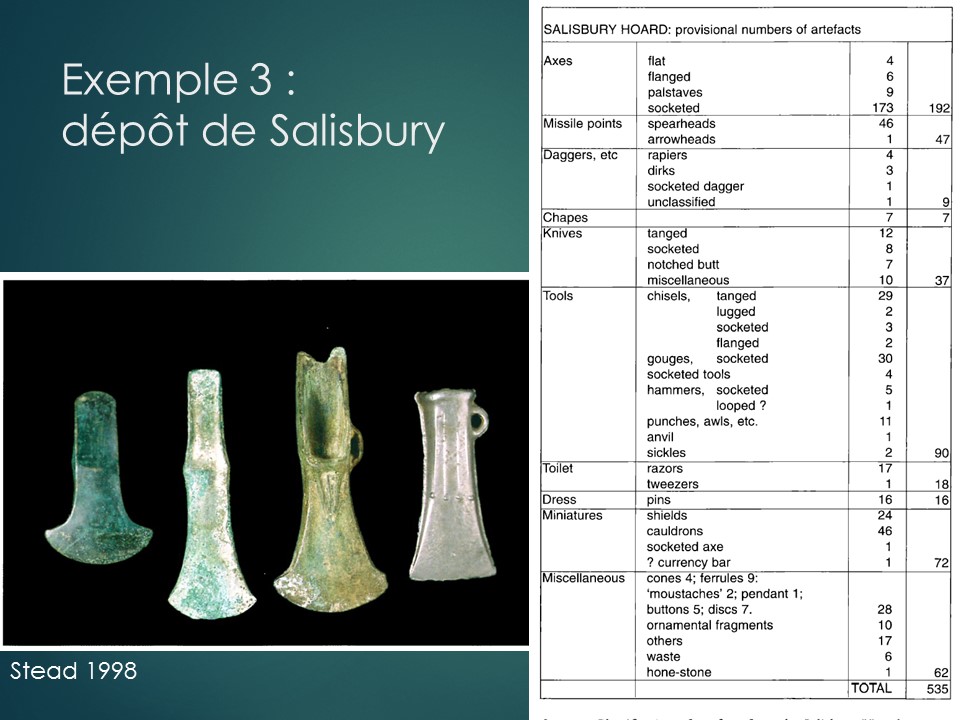 Exemple 3 :
dépôt de Salisbury
Stead 1998
SALISBURY HOARD: provisional numbers of artefacts
Axes flat 4
flanged 6
palstaves 9
socketed 173 192
Missile points spearheads 46
arrowheads 1 47
Daggers, etc rapiers 4
dirks 3
socketed dagger 1
unclassified 1 9
Chapes 7 7
Knives tanged 12
socketed 8
notched butt 7
miscellaneous 10 37
Tools chisels, tanged 29
lugged 2
socketed 3
flanged 2
gouges, socketed 30
socketed tools 4
hammers, socketed 5
looped ? 1
punches, awls, etc. 11
anvil 1
sickles 2 90
Toilet razors 17
tweezers 1 18
Dress pins 16 16
Miniatures shields 24
cauldrons 46
socketed axe 1
? currency bar 1 72
Miscellaneous cones 4; ferrules 9:
'moustaches' 2; pendant 1;
buttons 5; discs 7. 28
ornamental fragments 10
others 17
waste 6
hone-stone 1 62
TOTAL 535